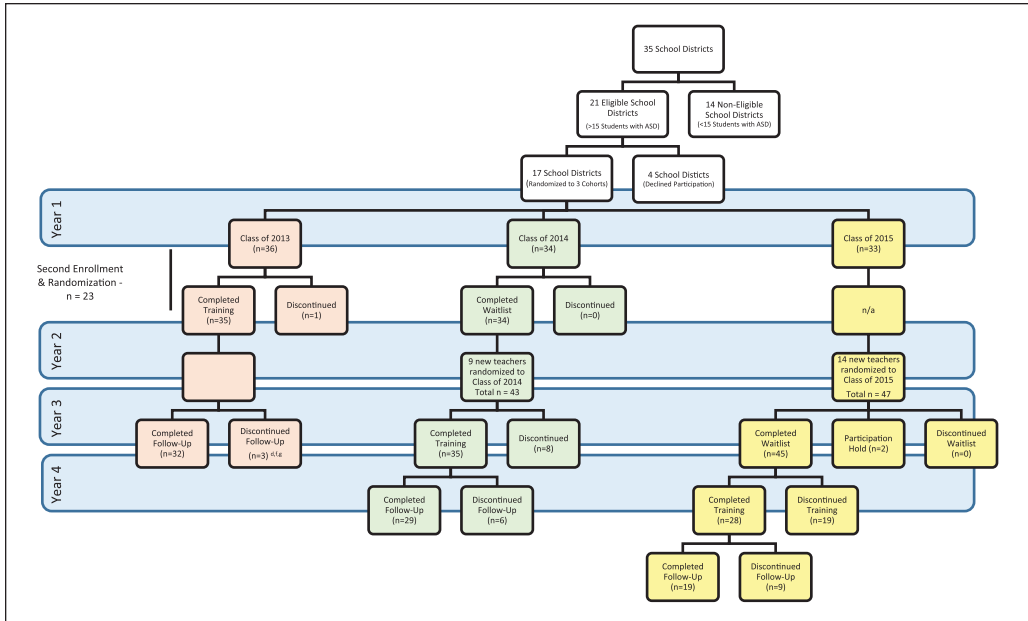 35 School Districts
21 Eligible School
Districts
(>15 Students with ASD)
14 Non-Eligible
School Districts
(<15 Students with ASD)
17 School Districts
(Randomized to 3 Cohorts)
4 School Disticts
(Declined Participation)
Year 1
Class of 2013
(n=36)
Class of 2014
(n=34)
Class of 2015
(n=33)
Second Enrollment
& Randomization -
n = 23
Completed
Training
(n=35)
Discontinued
(n=1)
Completed
Waitlist
(n=34)
Discontinued
(n=0)
n/a
Year 2
9 new teachers
randomized to
Class of 2014
Total n = 43
14 new teachers
randomized to
Class of 2015
Total n = 47
Year 3
Completed
Follow-Up
(n=32)
Discontinued
Follow-Up
(n=3) e,f,g
Completed
Training
(n=35)
Discontinued
(n=8)
Completed
Waitlist
(n=45)
Participation
Hold (n=2)
Discontinued
Waitlist
(n=0)
Year 4
Completed
Follow-Up
(n=29)
Discontinued
Follow-Up
(n=6)
Completed
Training
(n=28)
Discontinued
Training
(n=19)
Completed
Follow-Up
(n=19)
Discontinued
Follow-Up
(n=9)